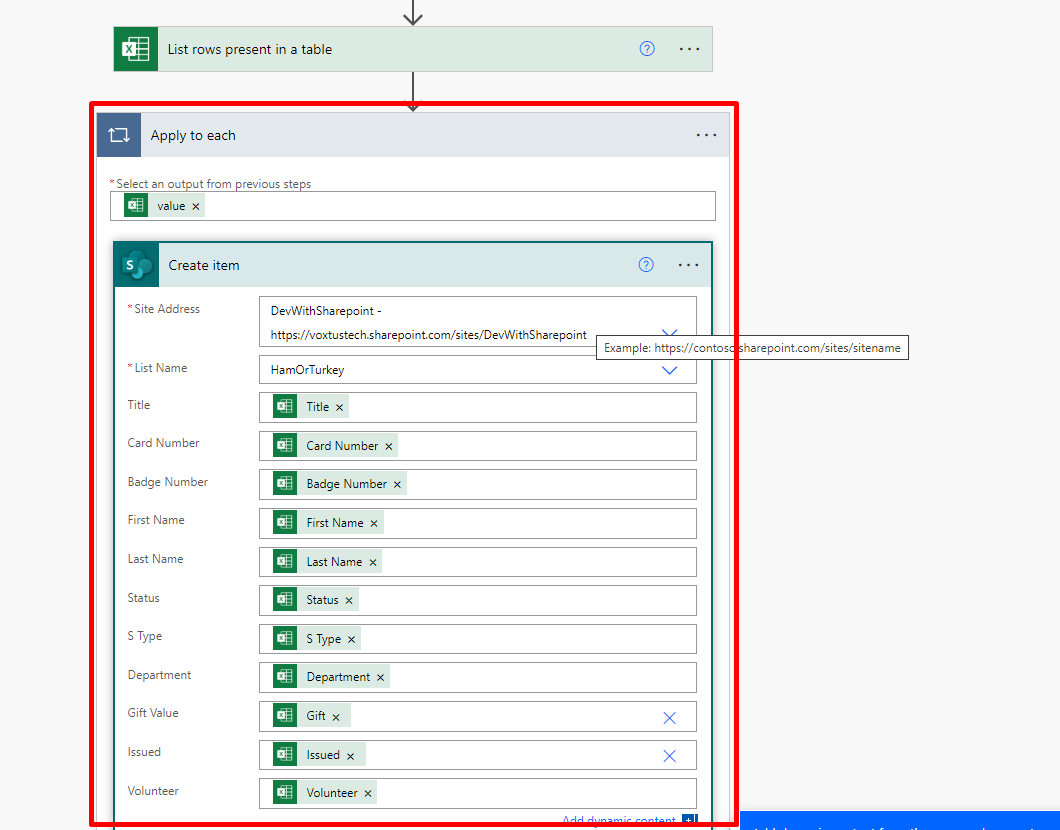 List rows present in a table
Apply to each
* Select an output from previous steps
value ×
S
Create item
* Site Address
DevWithSharepoint -
https://voxtustech.sharepoint.com/sites/DevWithSharepoint
Example: https://contoso.sharepoint.com/sites/sitename
* List Name
HamOrTurkey
Title
Title ×
Card Number
Card Number ×
Badge Number
Badge Number ×
First Name
First Name ×
Last Name
Last Name ×
Status
Status ×
S Type
S Type ×
Department
Department ×
Gift Value
Gift ×
Issued
Issued ×
Volunteer
Volunteer ×
Add dynamic content